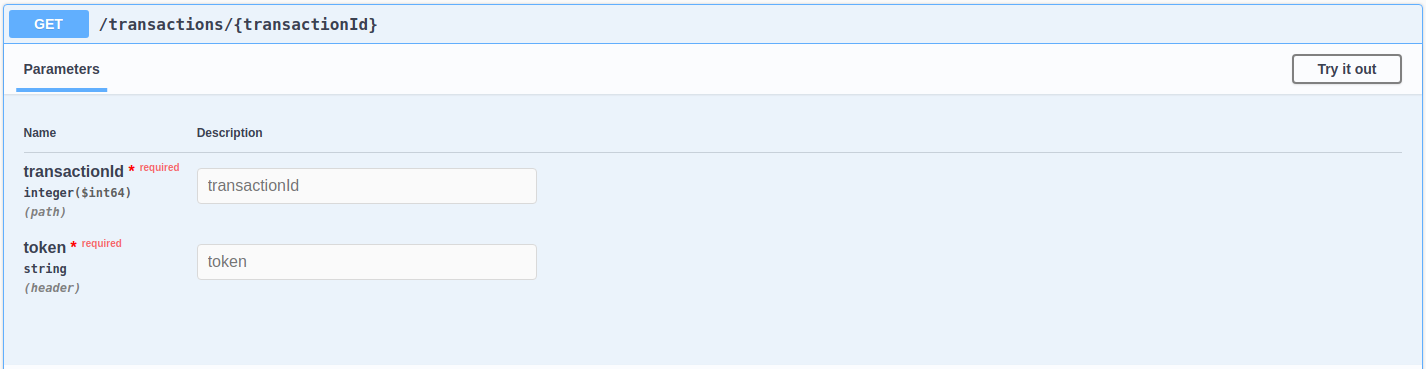 GET /transactions/{transactionId}
Parameters Try it out
Name Description
transactionId * required
integer($int64)
(path)
transactionId
token * required
string
(header)
token